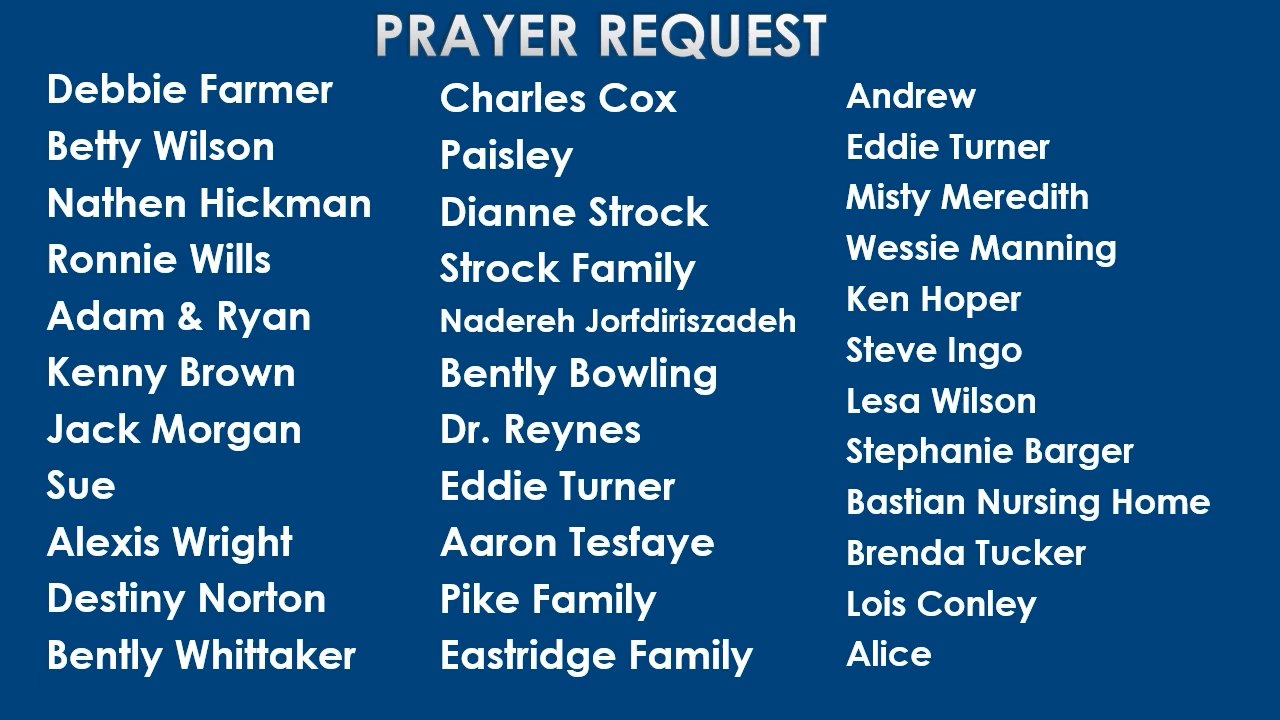 PRAYER REQUEST
Debbie Farmer
Betty Wilson
Nathen Hickman
Ronnie Wills
Adam & Ryan
Kenny Brown
Jack Morgan
Sue
Alexis Wright
Destiny Norton
Bently Whittaker
Charles Cox
Paisley
Dianne Strock
Strock Family
Nadereh Jorfdiriszadeh
Bently Bowling
Dr. Reynes
Eddie Turner
Aaron Tesfaye
Pike Family
Eastridge Family
Andrew
Eddie Turner
Misty Meredith
Wessie Manning
Ken Hoper
Steve Ingo
Lesa Wilson
Stephanie Barger
Bastian Nursing Home
Brenda Tucker
Lois Conley
Alice